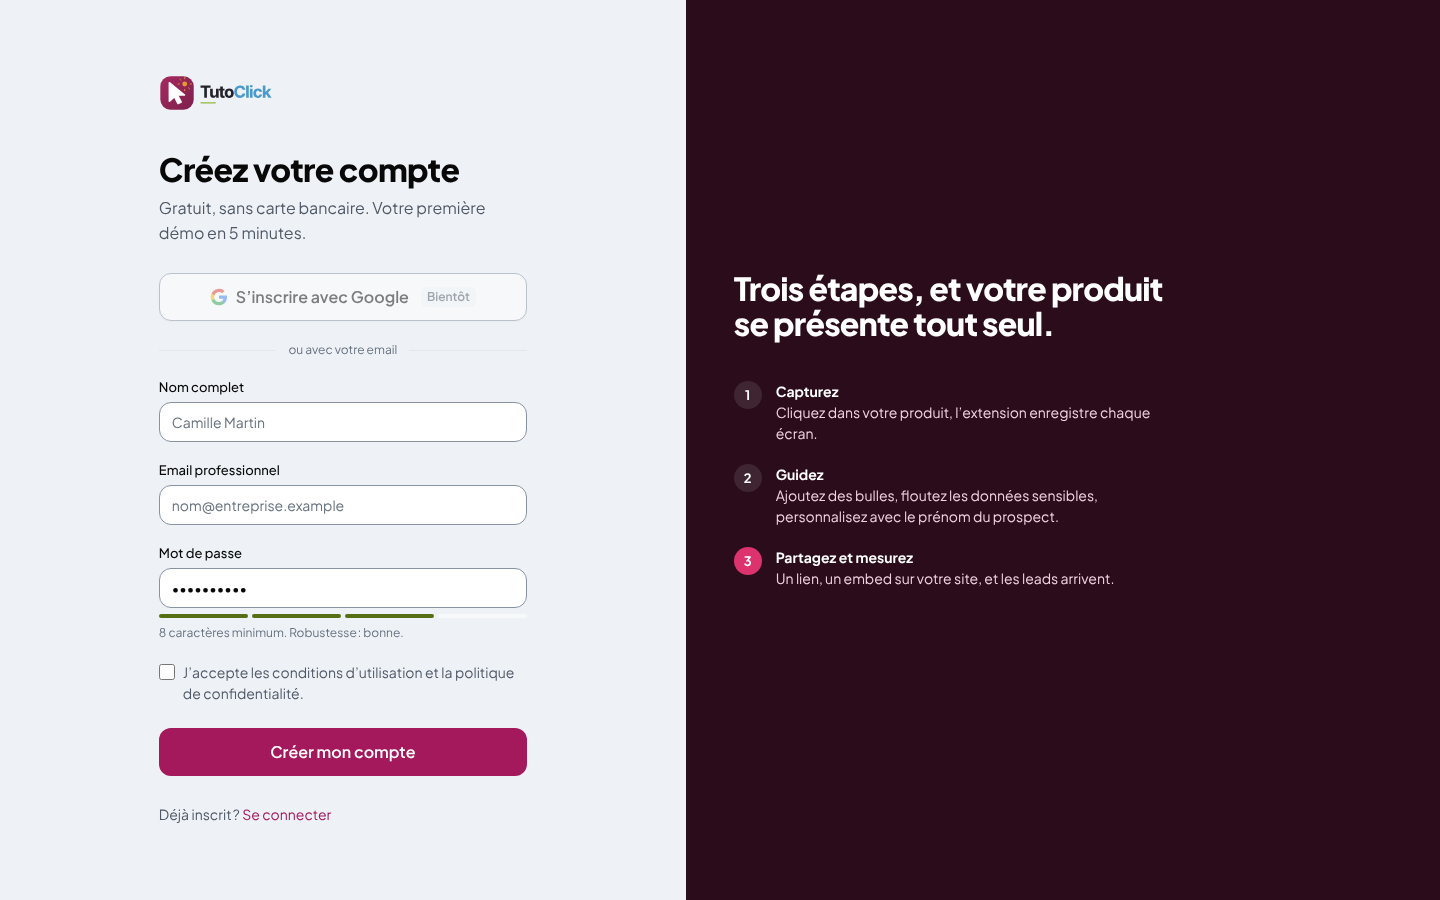 TutoClick
Créez votre compte
Gratuit, sans carte bancaire. Votre première
démo en 5 minutes.
S’inscrire avec Google Bientôt
ou avec votre email
Nom complet
Camille Martin
Email professionnel
nom@entreprise.example
Mot de passe
••••••••••
8 caractères minimum. Robustesse : bonne.
J’accepte les conditions d’utilisation et la politique
de confidentialité.
Créer mon compte
Déjà inscrit ? Se connecter
Trois étapes, et votre produit
se présente tout seul.
1 Capturez
Cliquez dans votre produit, l’extension enregistre chaque
écran.
2 Guidez
Ajoutez des bulles, floutez les données sensibles,
personnalisez avec le prénom du prospect.
3 Partagez et mesurez
Un lien, un embed sur votre site, et les leads arrivent.